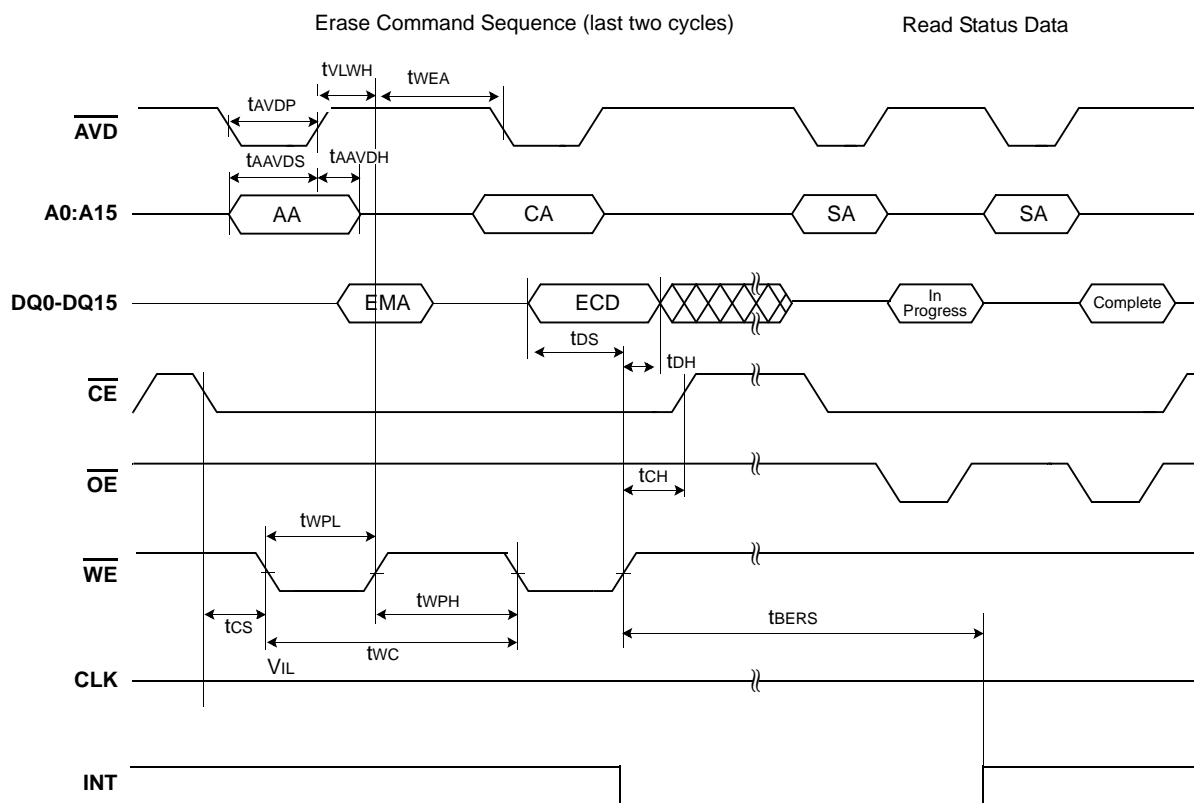 Erase Command Sequence (last two cycles)
Read Status Data
tVLWH
tWEA
tAVDP
AVD
tAAVDS
tAAVDH
A0:A15
AA
CA
SA
SA
DQ0-DQ15
EMA
ECD
In
Progress
Complete
tDS
tDH
CE
OE
tCH
tWPL
WE
tWPH
tCS
tWC
tBERS
VIL
CLK
INT